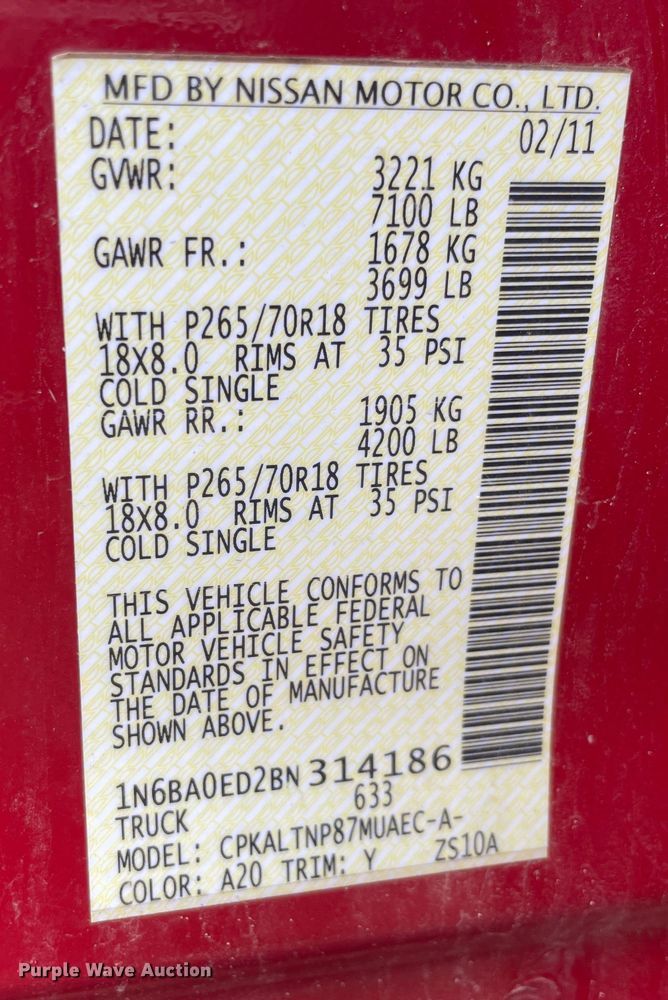 MFD BY NISSAN MOTOR CO., LTD.
DATE: 02/11
GVWR: 3221 KG
7100 LB
GAWR FR.: 1678 KG
3699 LB
WITH P265/70R18 TIRES
18X8.0 RIMS AT 35 PSI
COLD SINGLE
GAWR RR.: 1905 KG
4200 LB
WITH P265/70R18 TIRES
18X8.0 RIMS AT 35 PSI
COLD SINGLE
THIS VEHICLE CONFORMS TO
ALL APPLICABLE FEDERAL
MOTOR VEHICLE SAFETY
STANDARDS IN EFFECT ON
THE DATE OF MANUFACTURE
SHOWN ABOVE.
1N6BA0ED2BN 314186
TRUCK 633
MODEL: CPKALTNP87MUAEC-A-
COLOR: A20 TRIM: Y ZS10A
Purple Wave Auction